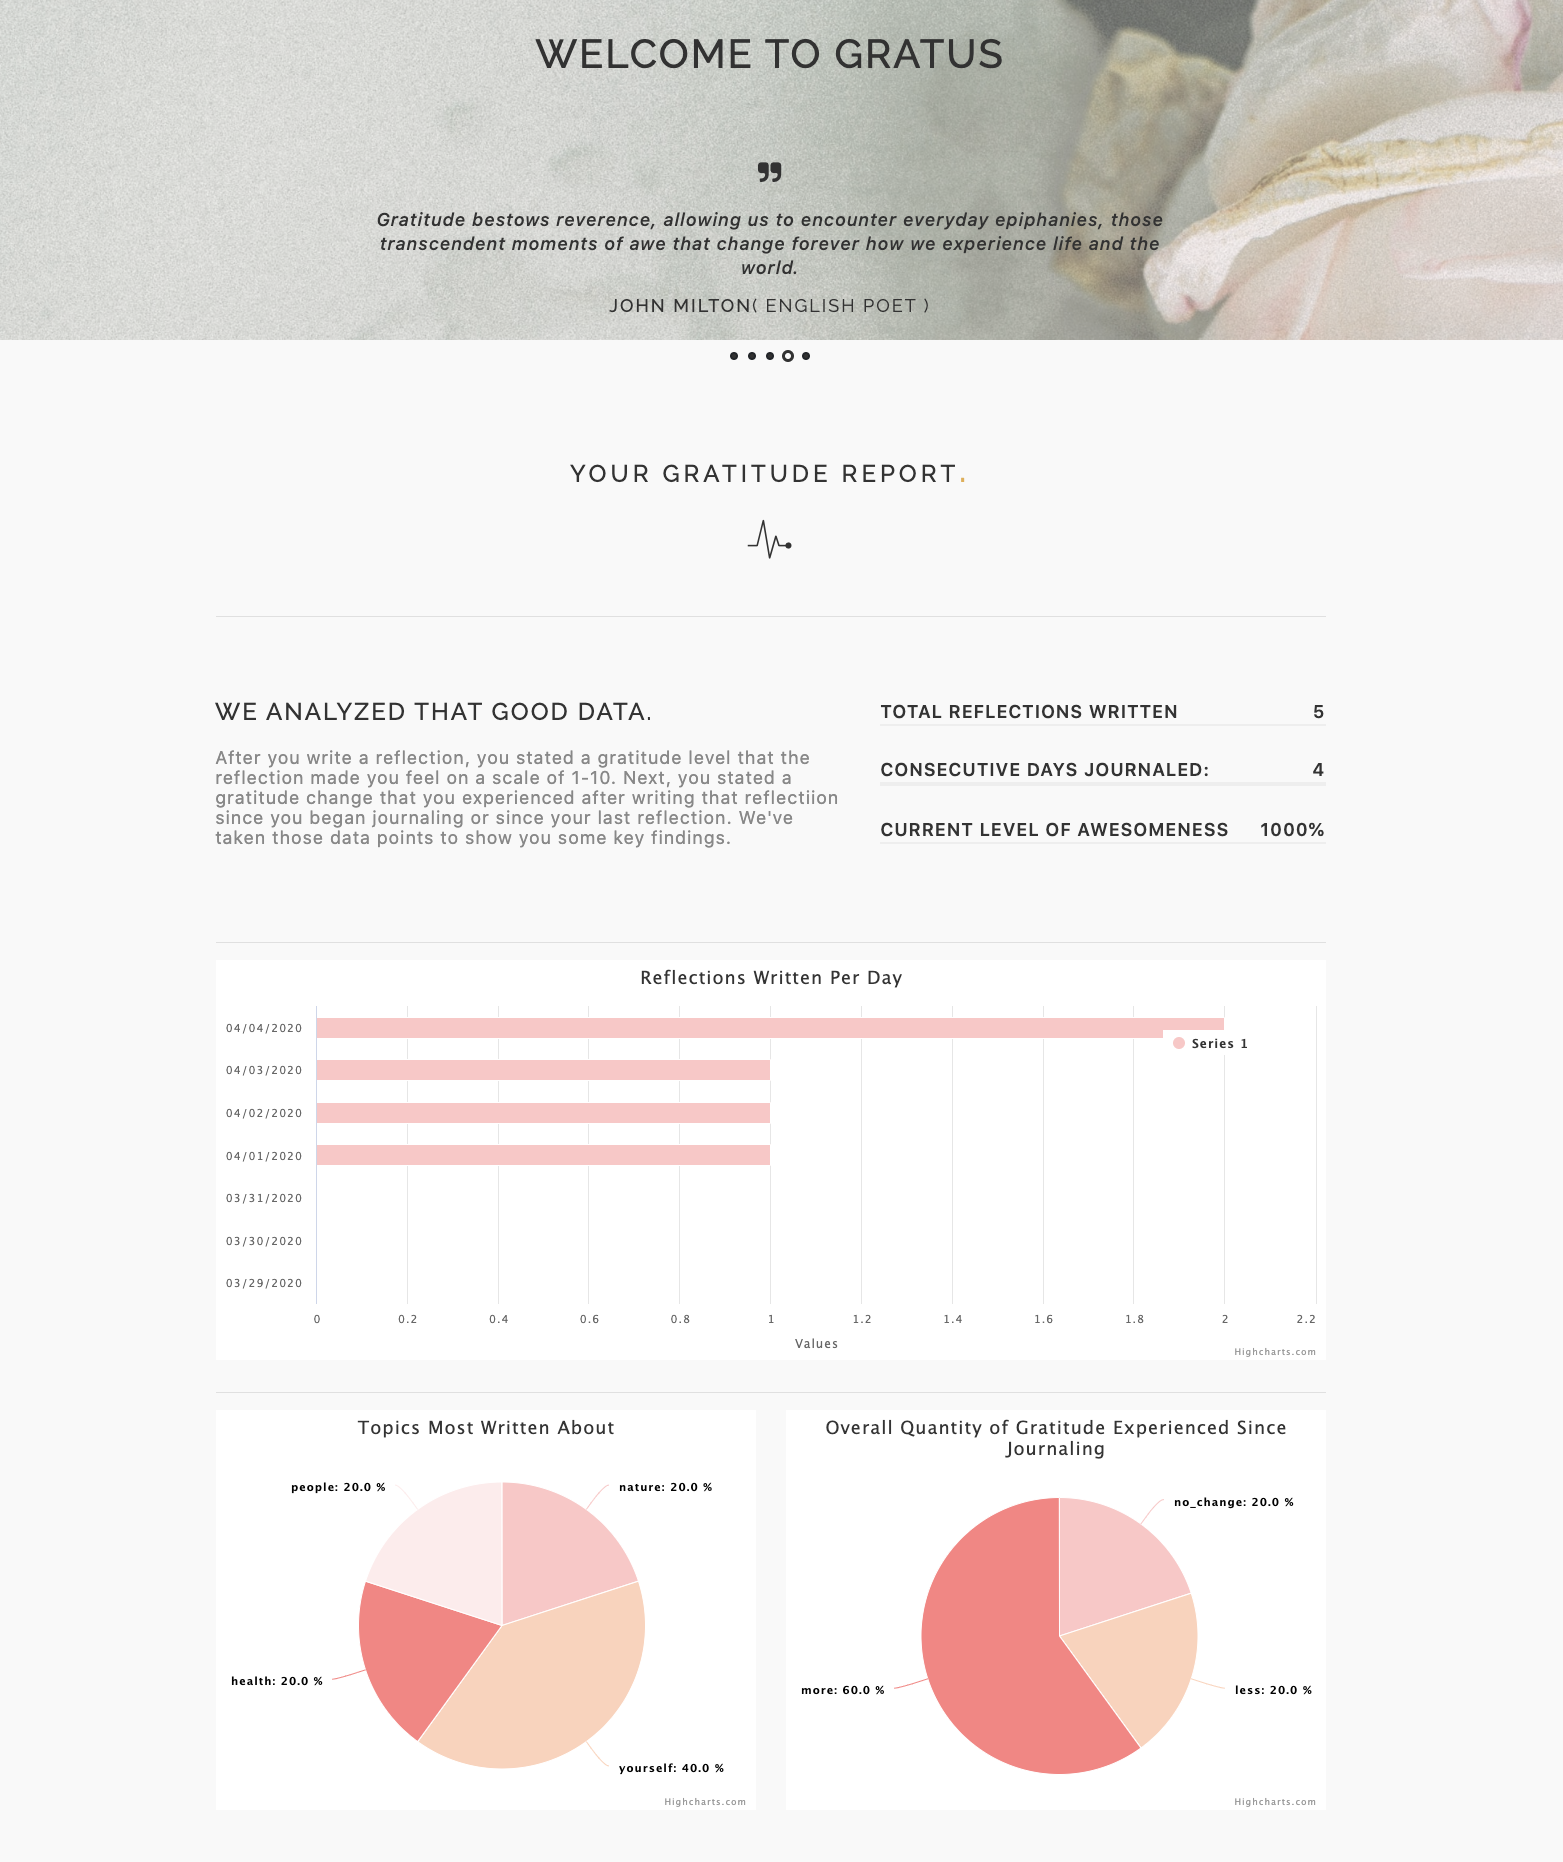 WELCOME TO GRATUS
Gratitude bestows reverence, allowing us to encounter everyday epiphanies, those
transcendent moments of awe that change forever how we experience life and the
world.
JOHN MILTON( ENGLISH POET )
YOUR GRATITUDE REPORT.
WE ANALYZED THAT GOOD DATA.
After you write a reflection, you stated a gratitude level that the
reflection made you feel on a scale of 1-10. Next, you stated a
gratitude change that you experienced after writing that reflectiion
since you began journaling or since your last reflection. We've
taken those data points to show you some key findings.
TOTAL REFLECTIONS WRITTEN 5
CONSECUTIVE DAYS JOURNALED: 4
CURRENT LEVEL OF AWESOMENESS 1000%
Reflections Written Per Day
04/04/2020
Series 1
04/03/2020
04/02/2020
04/01/2020
03/31/2020
03/30/2020
03/29/2020
0 0.2 0.4 0.6 0.8 1 1.2 1.4 1.6 1.8 2 2.2
Values
Highcharts.com
Topics Most Written About
people: 20.0 %
nature: 20.0 %
health: 20.0 %
yourself: 40.0 %
Highcharts.com
Overall Quantity of Gratitude Experienced Since
Journaling
no_change: 20.0 %
more: 60.0 %
less: 20.0 %
Highcharts.com